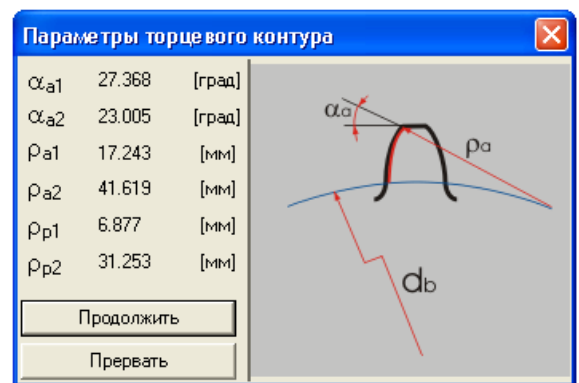 Параметры торцевого контура
αa1 27.368 [град]
αa2 23.005 [град]
ρa1 17.243 [мм]
ρa2 41.619 [мм]
ρp1 6.877 [мм]
ρp2 31.253 [мм]
Продолжить
Прервать
αa
ρa
db